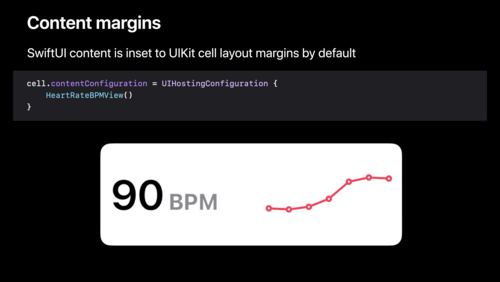 Content margins
SwiftUI content is inset to UIKit cell layout margins by default
cell.contentConfiguration = UIHostingConfiguration {
    HeartRateBPMView()
}
90 BPM